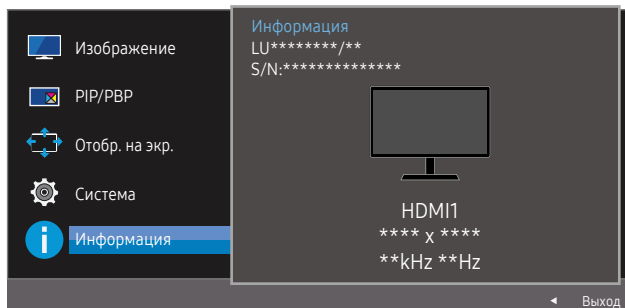 Изображение
PIP/PBP
Отобр. на экр.
Система
Информация
Информация
LU********/**
S/N:**************
HDMI1
**** x ****
**kHz **Hz
Выход